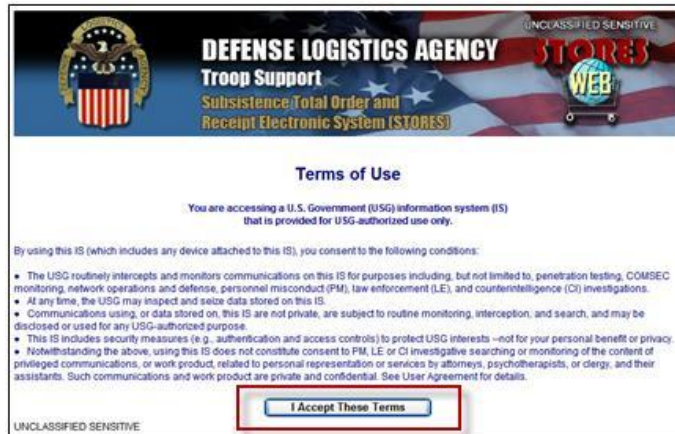 UNCLASSIFIED SENSITIVE
DEFENSE LOGISTICS AGENCY
Troop Support
Subsistence Total Order and
Receipt Electronic System (STORES)
DEFENSE LOGISTICS AGENCY
STORES
WEB
Terms of Use
You are accessing a U.S. Government (USG) information system (IS)
that is provided for USG-authorized use only.
By using this IS (which includes any device attached to this IS), you consent to the following conditions:
• The USG routinely intercepts and monitors communications on this IS for purposes including, but not limited to, penetration testing, COMSEC
monitoring, network operations and defense, personnel misconduct (PM), law enforcement (LE), and counterintelligence (CI) investigations.
• At any time, the USG may inspect and seize data stored on this IS.
• Communications using, or data stored on, this IS are not private, are subject to routine monitoring, interception, and search, and may be
disclosed or used for any USG-authorized purpose.
• This IS includes security measures (e.g., authentication and access controls) to protect USG interests --not for your personal benefit or privacy.
• Notwithstanding the above, using this IS does not constitute consent to PM, LE or CI investigative searching or monitoring of the content of
privileged communications, or work product, related to personal representation or services by attorneys, psychotherapists, or clergy, and their
assistants. Such communications and work product are private and confidential. See User Agreement for details.
I Accept These Terms
UNCLASSIFIED SENSITIVE